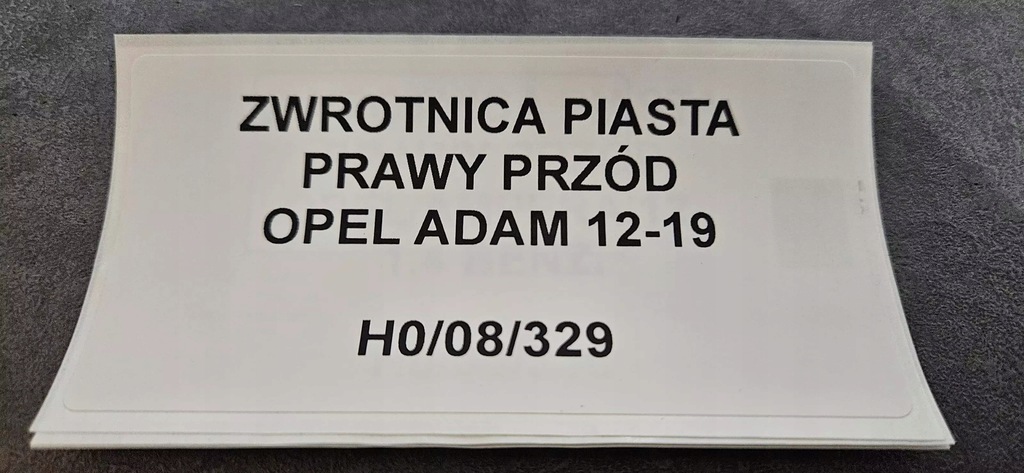 ZWROTNICA PIASTA
PRAWY PRZÓD
OPEL ADAM 12-19
H0/08/329